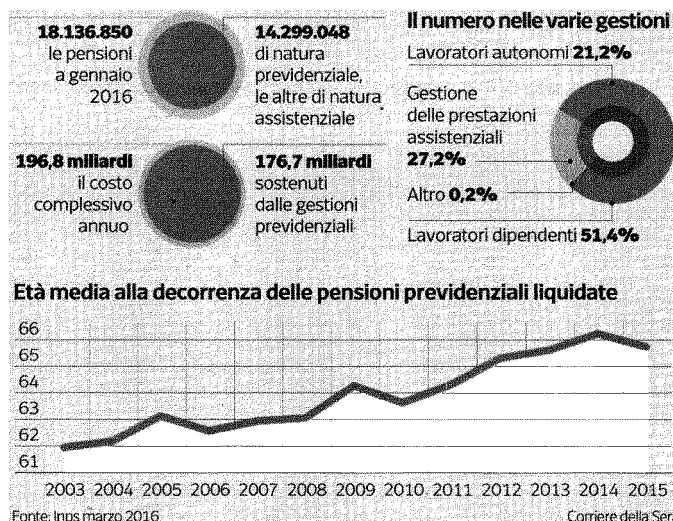 18.136.850
le pensioni
a gennaio
2016
14.299.048
di natura
previdenziale,
le altre di natura
assistenziale
196,8 miliardi
il costo
complessivo
annuo
176,7 miliardi
sostenuti
dalle gestioni
previdenziali
Il numero nelle varie gestioni
Lavoratori autonomi 21,2%
Gestione
delle prestazioni
assistenziali
27,2%
Altro 0,2%
Lavoratori dipendenti 51,4%
Età media alla decorrenza delle pensioni previdenziali liquidate
66
65
64
63
62
61
2003 2004 2005 2006 2007 2008 2009 2010 2011 2012 2013 2014 2015
Fonte: Inps marzo 2016
Corriere della Ser